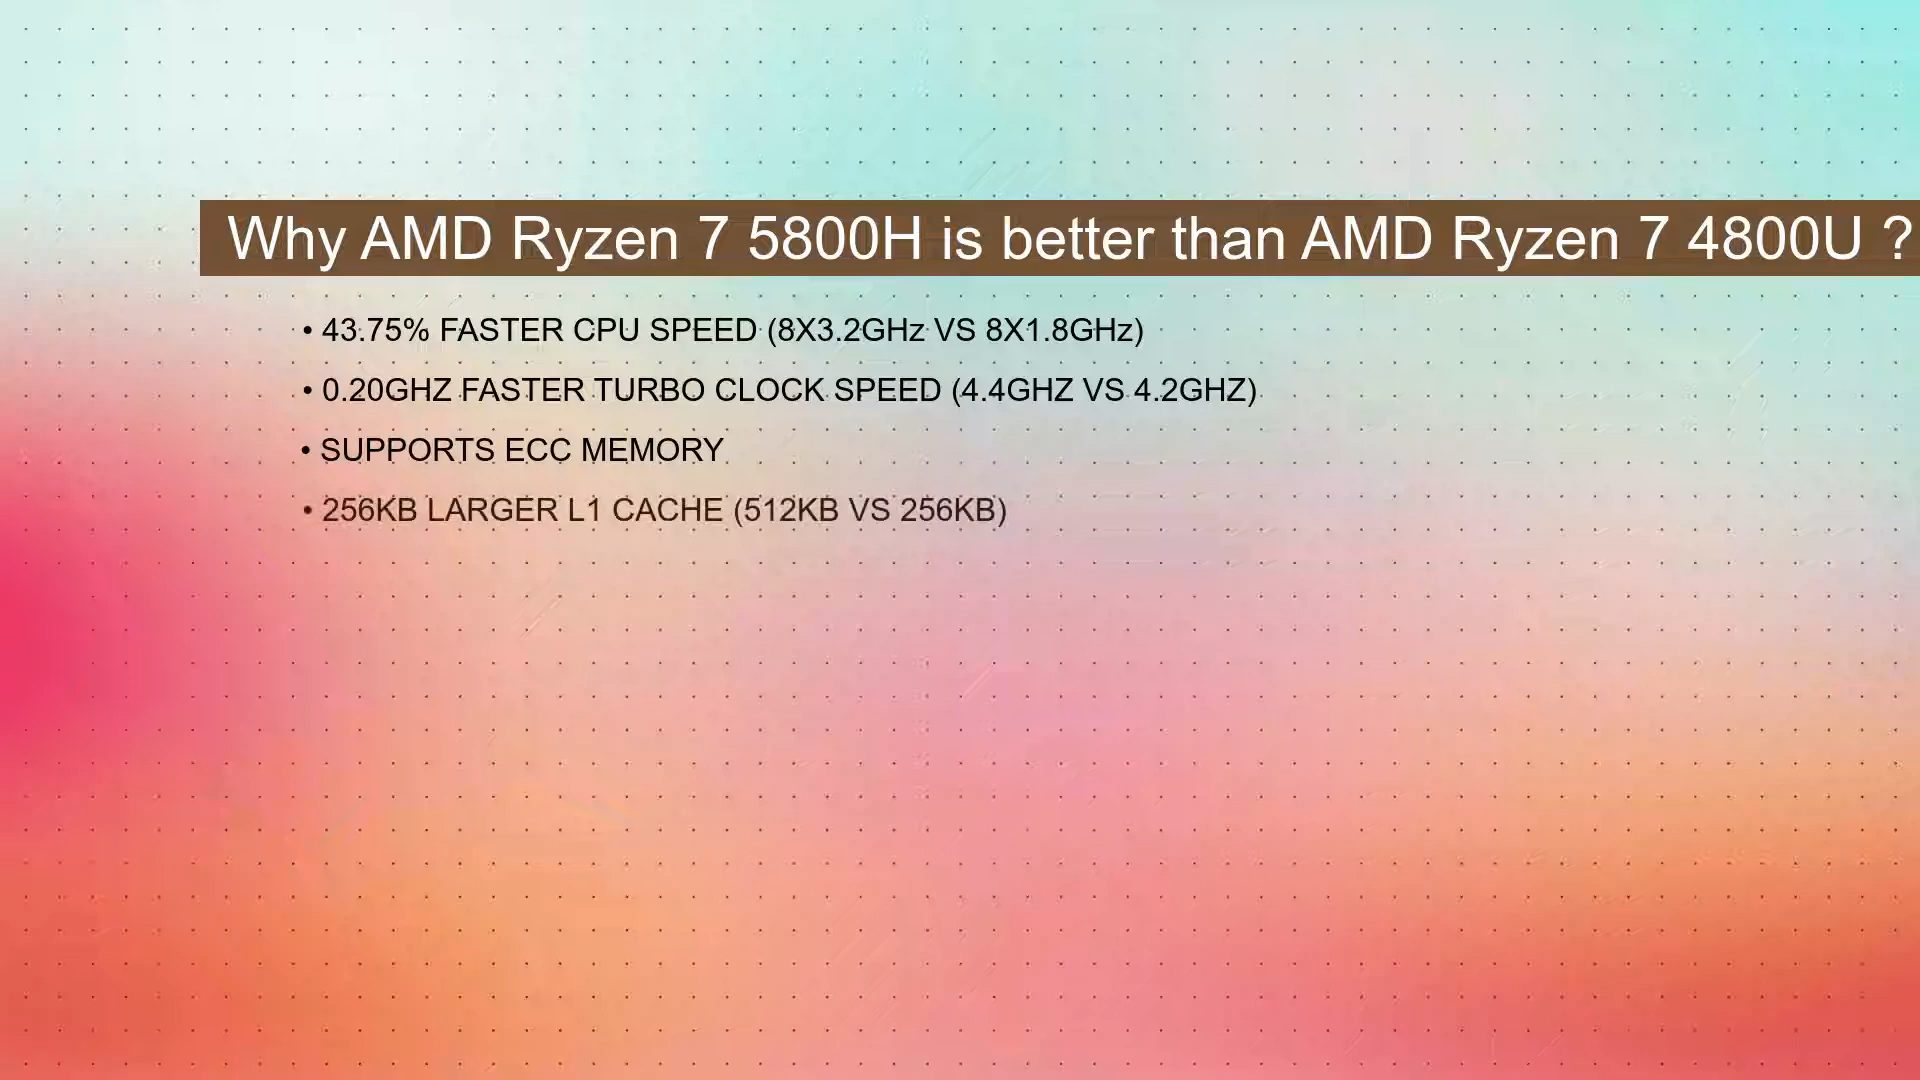 Why AMD Ryzen 7 5800H is better than AMD Ryzen 7 4800U ?
• 43.75% FASTER CPU SPEED (8X3.2GHz VS 8X1.8GHz)
• 0.20GHZ FASTER TURBO CLOCK SPEED (4.4GHZ VS 4.2GHZ)
• SUPPORTS ECC MEMORY
• 256KB LARGER L1 CACHE (512KB VS 256KB)